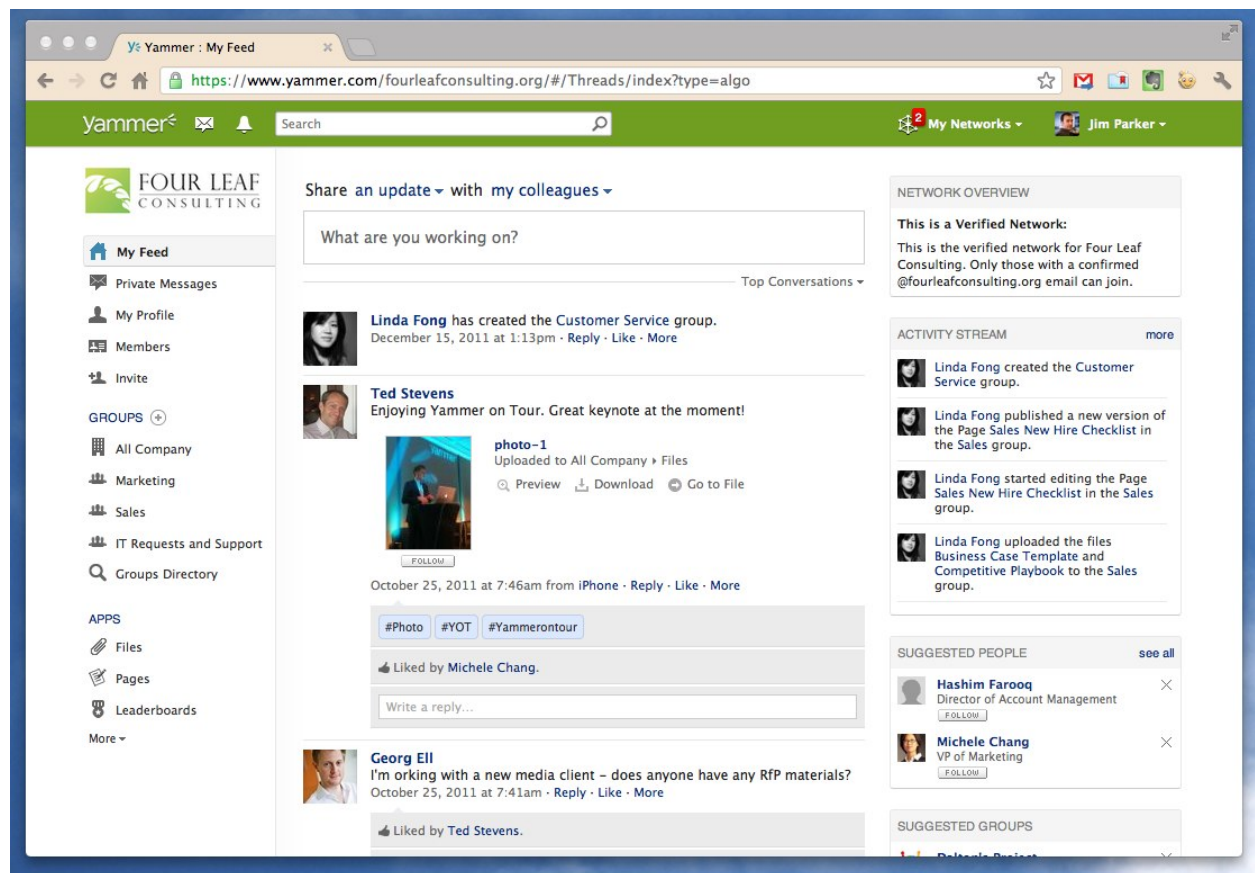 Yammer : My Feed
https://www.yammer.com/fourleafconsulting.org/#/Threads/index?type=algo
yammer
Search
2
My Networks
Jim Parker
FOUR LEAF
CONSULTING
My Feed
Private Messages
My Profile
Members
Invite
GROUPS
All Company
Marketing
Sales
IT Requests and Support
Groups Directory
APPS
Files
Pages
Leaderboards
More
Share an update with my colleagues
What are you working on?
Top Conversations
Linda Fong has created the Customer Service group.
December 15, 2011 at 1:13pm · Reply · Like · More
Ted Stevens
Enjoying Yammer on Tour. Great keynote at the moment!
photo-1
Uploaded to All Company ▸ Files
Preview Download Go to File
FOLLOW
October 25, 2011 at 7:46am from iPhone · Reply · Like · More
#Photo #YOT #Yammerontour
Liked by Michele Chang.
Write a reply...
Georg Ell
I'm orking with a new media client – does anyone have any RfP materials?
October 25, 2011 at 7:41am · Reply · Like · More
Liked by Ted Stevens.
NETWORK OVERVIEW
This is a Verified Network:
This is the verified network for Four Leaf
Consulting. Only those with a confirmed
@fourleafconsulting.org email can join.
ACTIVITY STREAM more
Linda Fong created the Customer
Service group.
Linda Fong published a new version of
the Page Sales New Hire Checklist in
the Sales group.
Linda Fong started editing the Page
Sales New Hire Checklist in the Sales
group.
Linda Fong uploaded the files
Business Case Template and
Competitive Playbook to the Sales
group.
SUGGESTED PEOPLE see all
Hashim Farooq
Director of Account Management
FOLLOW
Michele Chang
VP of Marketing
FOLLOW
SUGGESTED GROUPS